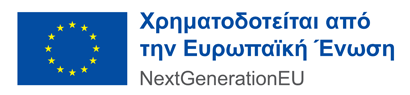 Χρηματοδοτείται από
την Ευρωπαϊκή Ένωση
NextGenerationEU